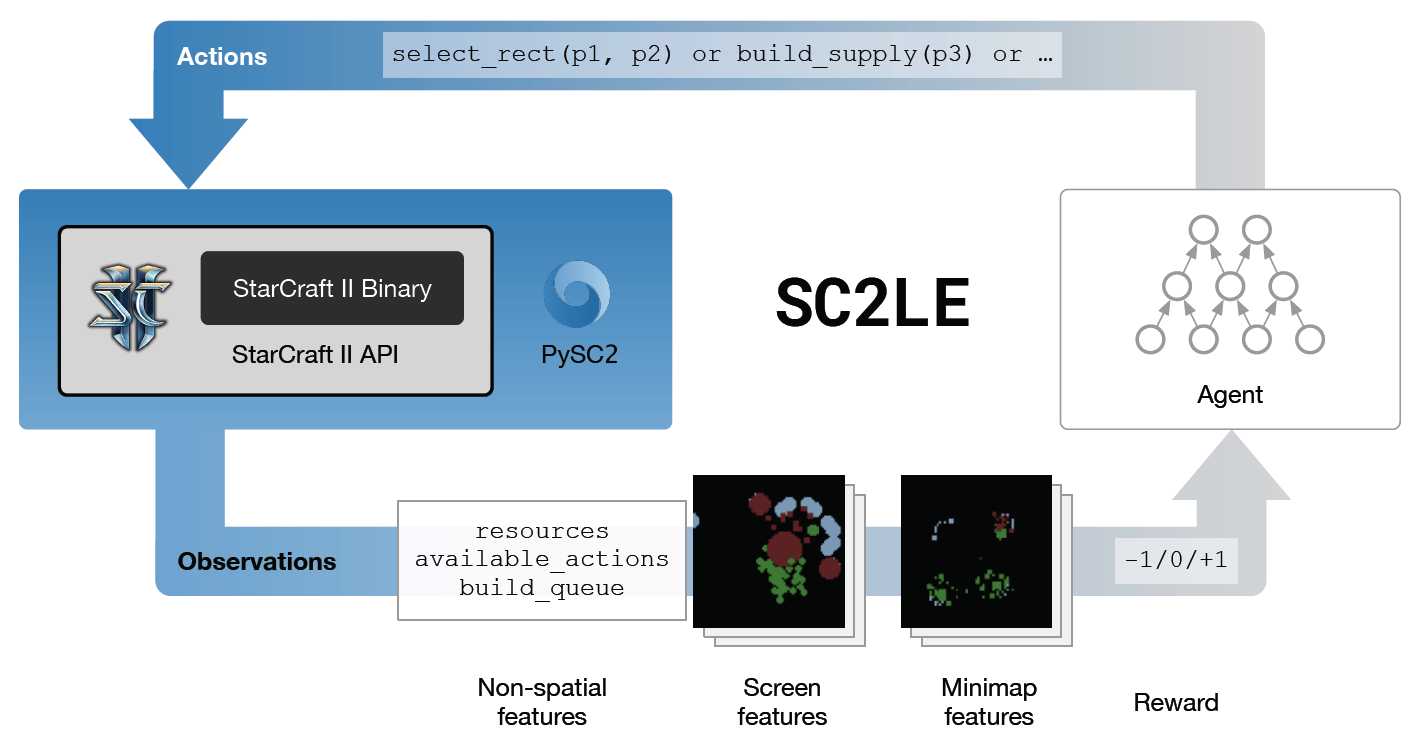 Actions
select_rect(p1, p2) or build_supply(p3) or …
SC
StarCraft II Binary
StarCraft II API
PySC2
SC2LE
Agent
Observations
resources
available_actions
build_queue
-1/0/+1
Non-spatial
features
Screen
features
Minimap
features
Reward